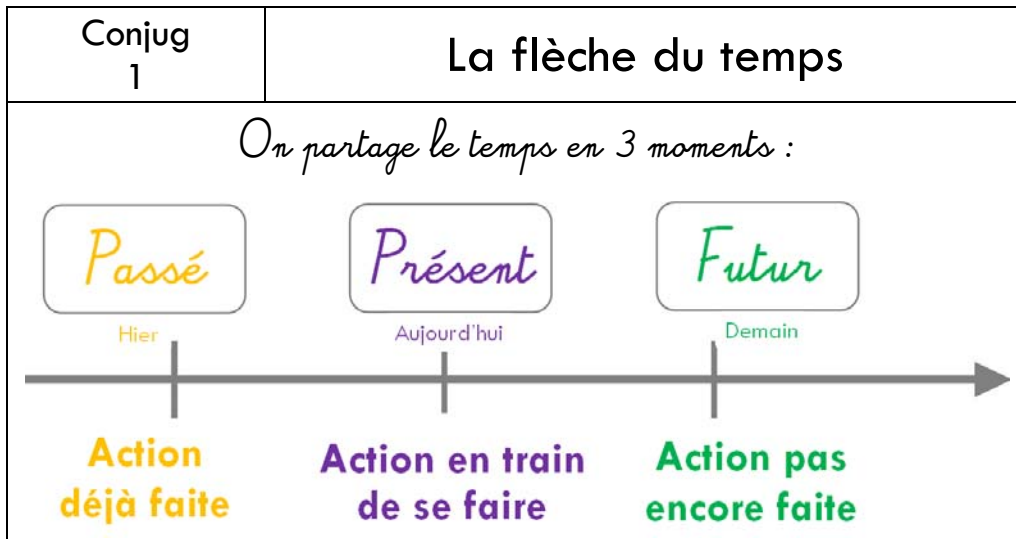 Conjug
1
La flèche du temps
On partage le temps en 3 moments :
Passé
Présent
Futur
Hier
Aujourd'hui
Demain
Action
déjà faite
Action en train
de se faire
Action pas
encore faite